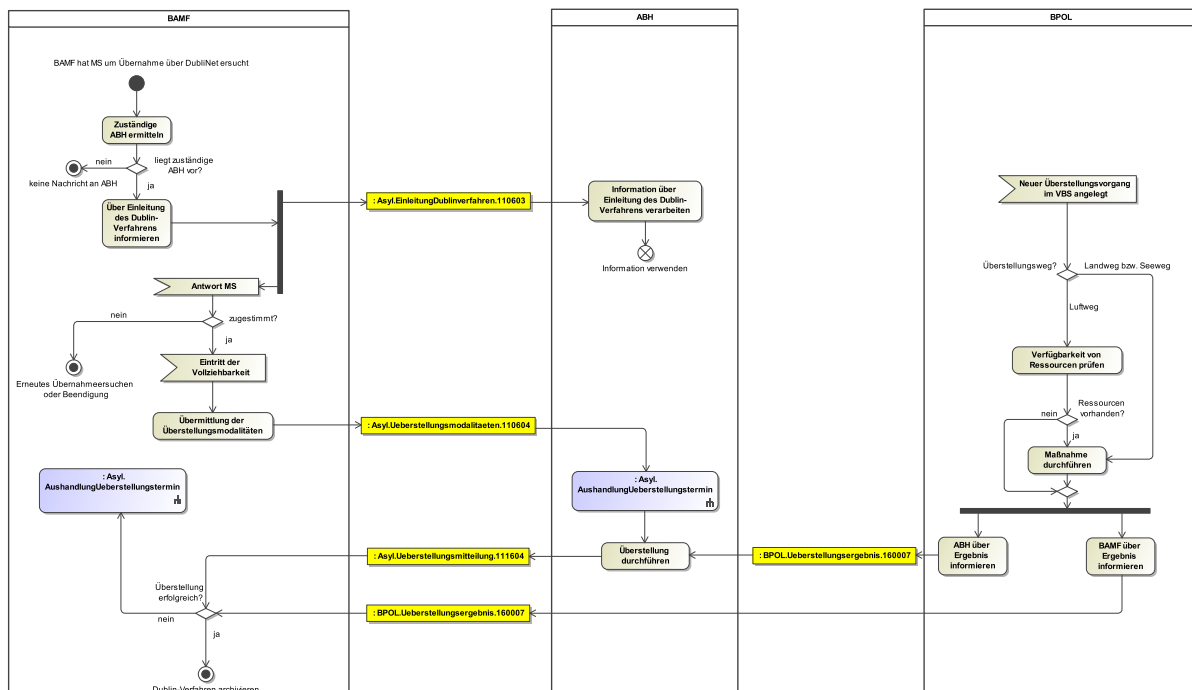 BAMF
ABH
BPOL
BAMF hat MS um Übernahme über DubliNet ersucht
Zuständige
ABH ermitteln
nein
liegt zuständige
ABH vor?
keine Nachricht an ABH
ja
Über Einleitung
des Dublin-
Verfahrens
informieren
: Asyl.EinleitungDublinverfahren.110603
Information über
Einleitung des Dublin-
Verfahrens verarbeiten
Information verwenden
Neuer Überstellungsvorgang
im VBS angelegt
Überstellungsweg?
Landweg bzw. Seeweg
Luftweg
Antwort MS
nein
zugestimmt?
ja
Erneutes Übernahmeersuchen
oder Beendigung
Eintritt der
Vollziehbarkeit
Verfügbarkeit von
Ressourcen prüfen
Ressourcen
vorhanden?
nein
ja
Maßnahme
durchführen
Übermittlung der
Überstellungsmodalitäten
: Asyl.Ueberstellungsmodalitaeten.110604
: Asyl.
AushandlungUeberstellungstermin
: Asyl.
AushandlungUeberstellungstermin
Überstellung
durchführen
: Asyl.Ueberstellungsmitteilung.111604
: BPOL.Ueberstellungsergebnis.160007
ABH über
Ergebnis
informieren
BAMF über
Ergebnis
informieren
Überstellung
erfolgreich?
nein
: BPOL.Ueberstellungsergebnis.160007
ja
Dublin-Verfahren archivieren